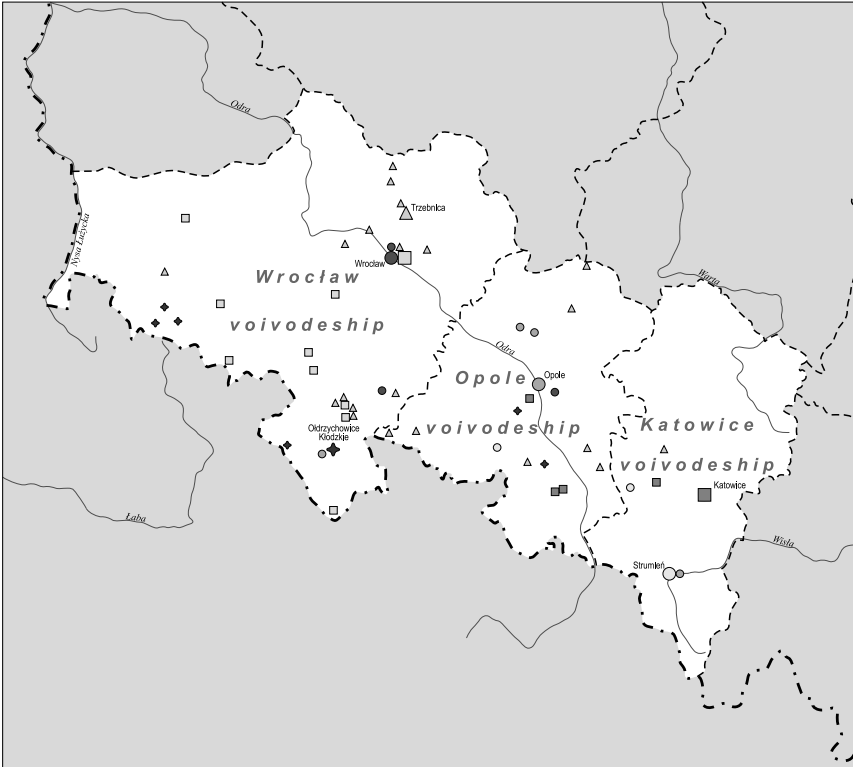 Odra
Nysa Łużycka
Trzebnica
Wrocław
Wrocław
voivodeship
Warta
Odra
Opole
Opole
voivodeship
Ołdrzychowice
Kłodzkie
Katowice
voivodeship
Katowice
Łaba
Wisła
Strumień